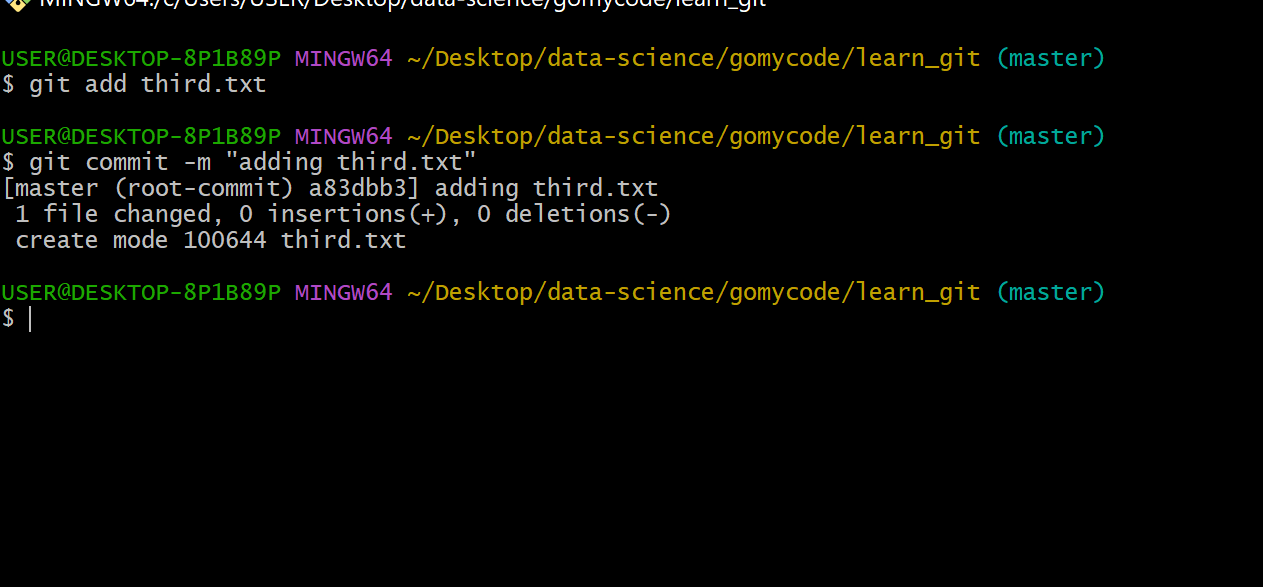 MINGW64:/c/Users/USER/Desktop/data-science/gomycode/learn_git
USER@DESKTOP-8P1B89P MINGW64 ~/Desktop/data-science/gomycode/learn_git (master)
$ git add third.txt
USER@DESKTOP-8P1B89P MINGW64 ~/Desktop/data-science/gomycode/learn_git (master)
$ git commit -m "adding third.txt"
[master (root-commit) a83dbb3] adding third.txt
 1 file changed, 0 insertions(+), 0 deletions(-)
 create mode 100644 third.txt
USER@DESKTOP-8P1B89P MINGW64 ~/Desktop/data-science/gomycode/learn_git (master)
$